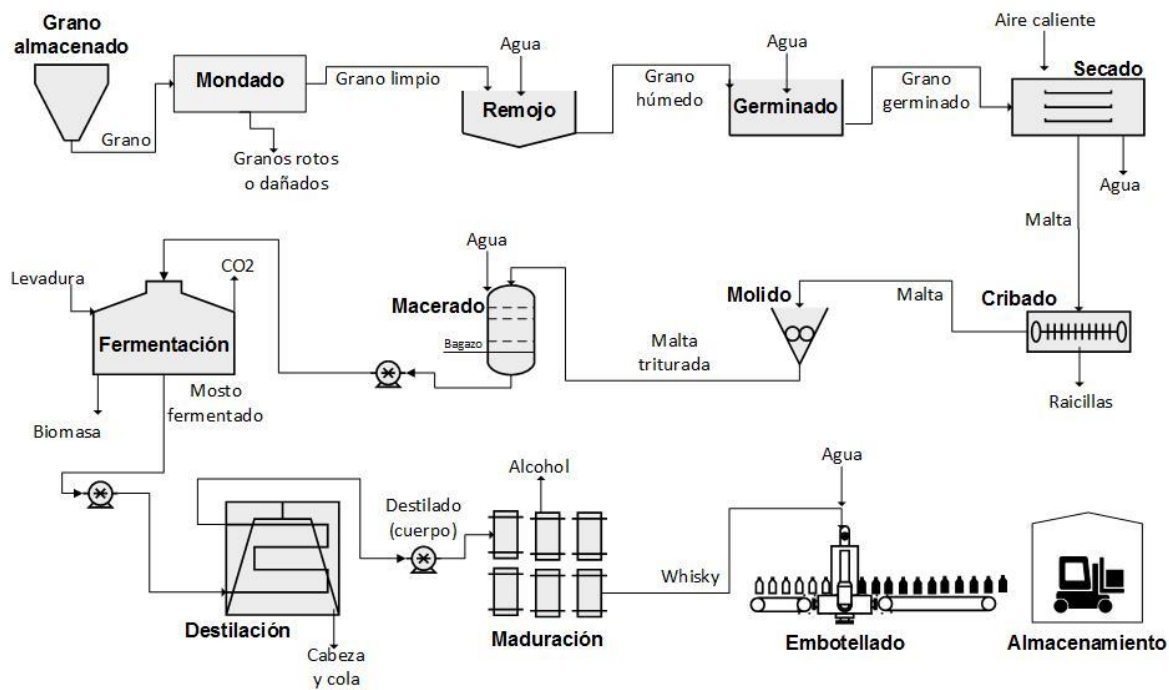 Grano
almacenado
Mondado
Grano
Grano limpio
Granos rotos
o dañados
Agua
Remojo
Grano
húmedo
Agua
Germinado
Grano
germinado
Aire caliente
Secado
Agua
Malta
Cribado
Raicillas
Malta
Molido
Malta
triturada
Agua
Macerado
Bagazo
Levadura
CO2
Fermentación
Biomasa
Mosto
fermentado
Destilación
Cabeza
y cola
Destilado
(cuerpo)
Alcohol
Maduración
Whisky
Agua
Embotellado
Almacenamiento